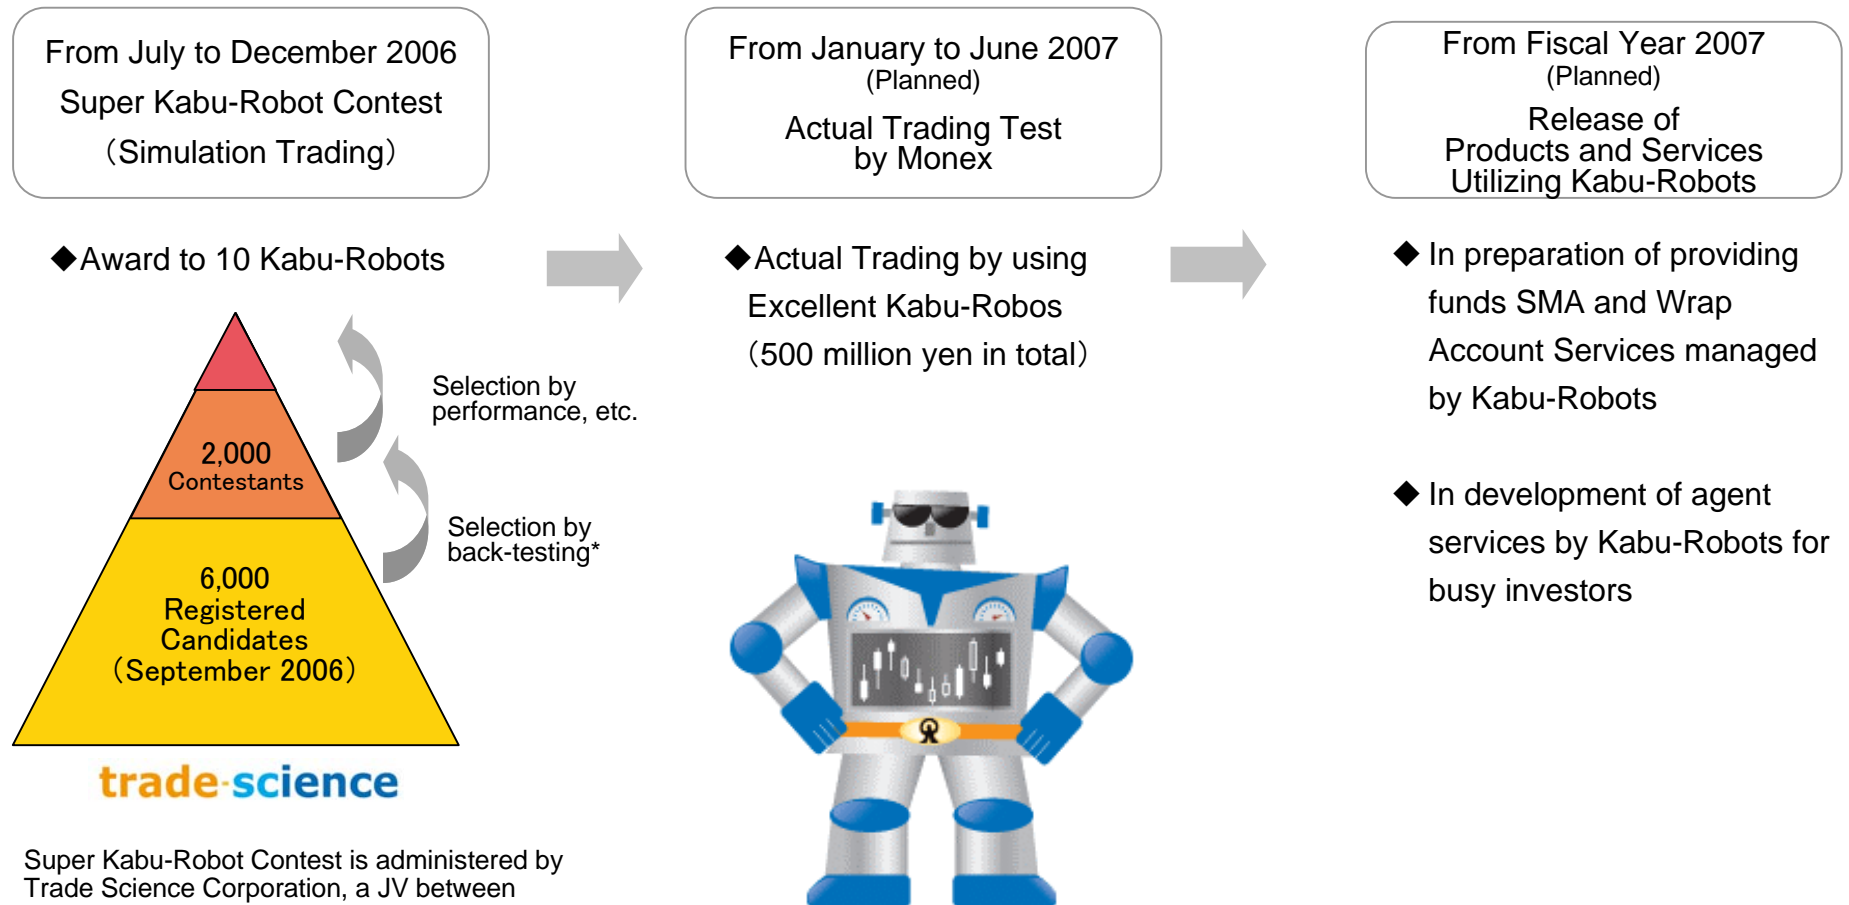 From July to December 2006
Super Kabu-Robot Contest
（Simulation Trading）
◆Award to 10 Kabu-Robots
Selection by
performance, etc.
2,000
Contestants
Selection by
back-testing*
6,000
Registered
Candidates
（September 2006）
trade-science
Super Kabu-Robot Contest is administered by
Trade Science Corporation, a JV between
From January to June 2007
(Planned)
Actual Trading Test
by Monex
◆Actual Trading by using
Excellent Kabu-Robos
（500 million yen in total）
From Fiscal Year 2007
(Planned)
Release of
Products and Services
Utilizing Kabu-Robots
◆ In preparation of providing
funds SMA and Wrap
Account Services managed
by Kabu-Robots
◆ In development of agent
services by Kabu-Robots for
busy investors